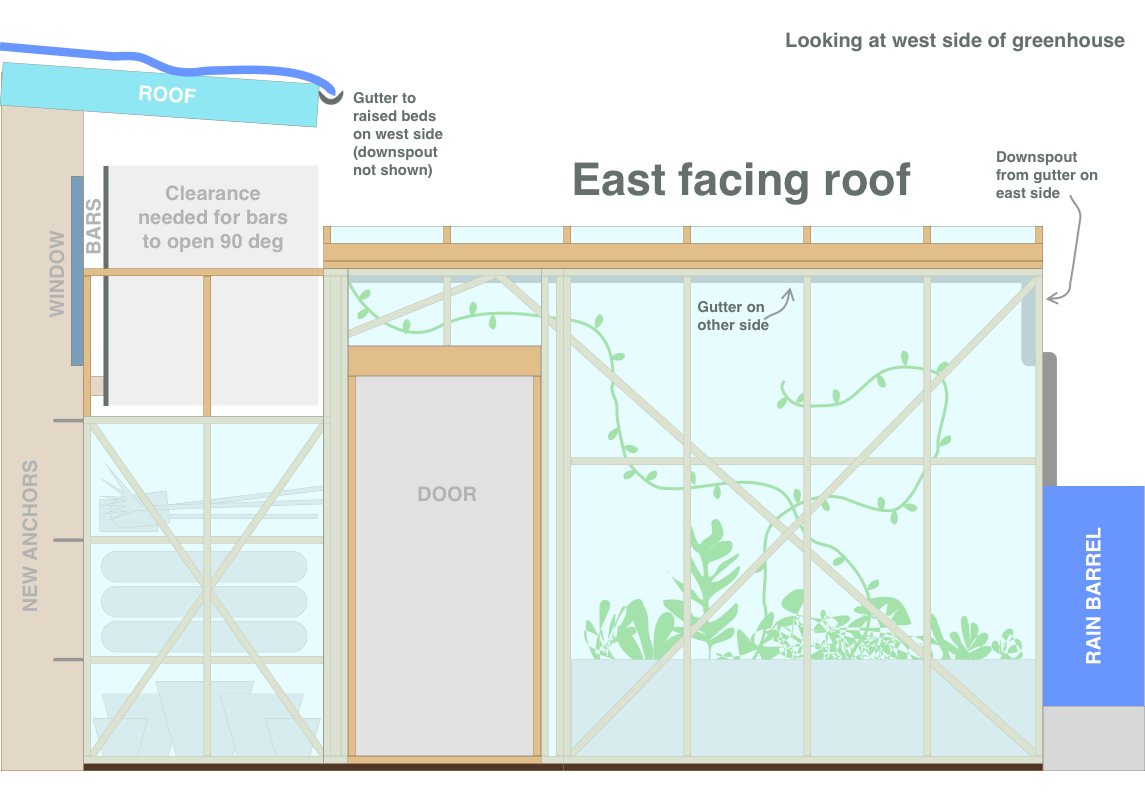 Looking at west side of greenhouse
ROOF
Gutter to
raised beds
on west side
(downspout
not shown)
East facing roof
Downspout
from gutter on
east side
Clearance
needed for bars
to open 90 deg
BARS
WINDOW
Gutter on
other side
DOOR
NEW ANCHORS
RAIN BARREL